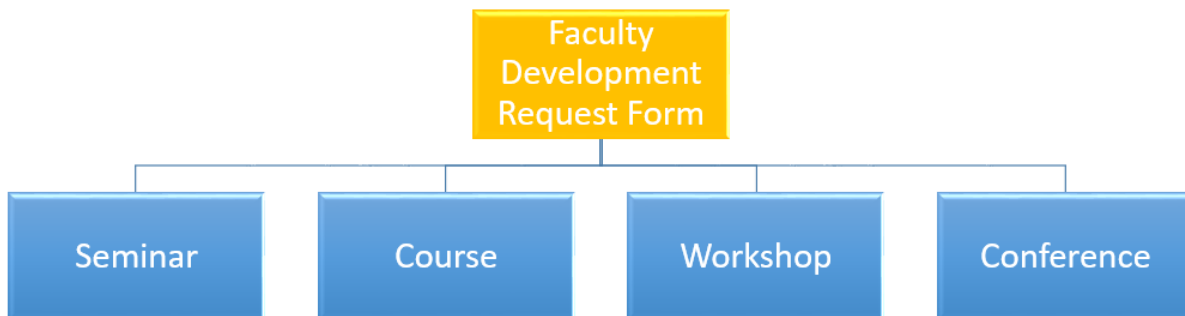 Faculty
Development
Request Form
Seminar
Course
Workshop
Conference